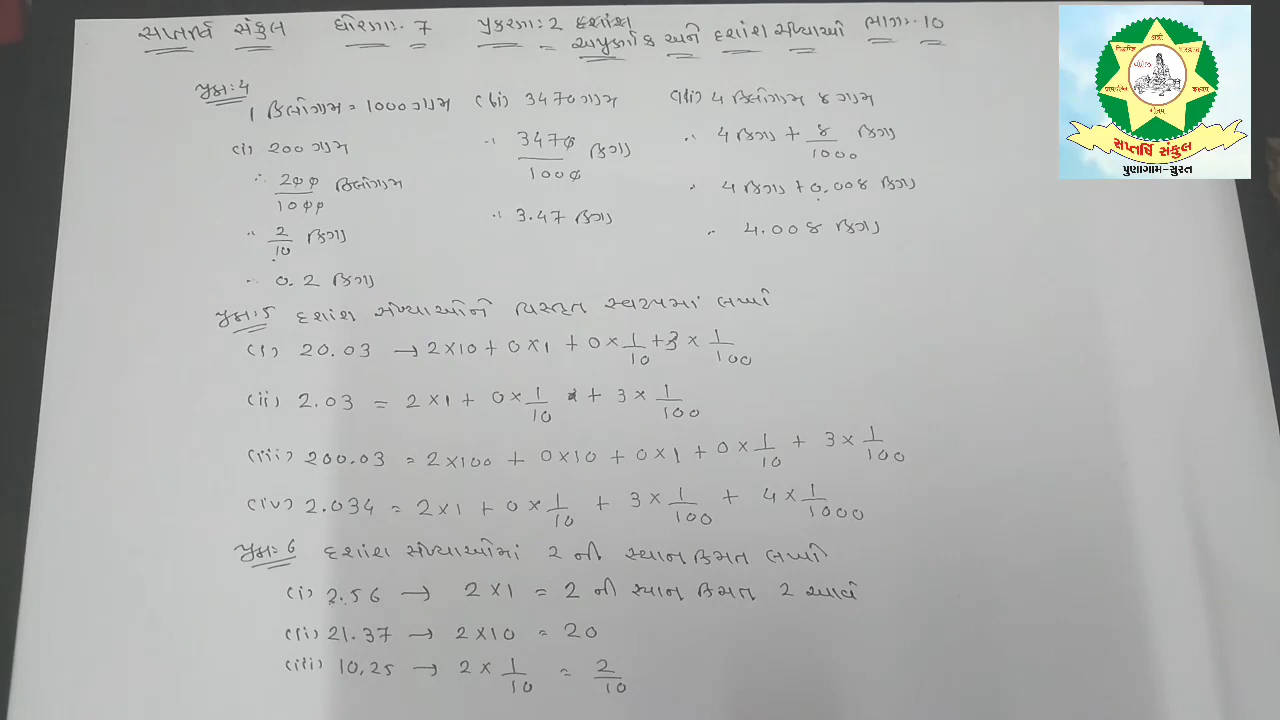 સપ્તર્ષિ સંકુલ ધોરણ:- 7 પ્રકરણ:2 દશાંશ અપૂર્ણાંક અને દશાંશ સંખ્યાઓ ભાગ:- 10
પ્રશ્ન:4
1 કિલોગ્રામ = 1000 ગ્રામ
(i) 200 ગ્રામ
∴ 200/1000 કિલોગ્રામ
∴ 2/10 કિગ્રા
∴ 0.2 કિગ્રા
(ii) 3470 ગ્રામ
∴ 3470/1000 કિગ્રા
∴ 3.47 કિગ્રા
(iii) 4 કિલોગ્રામ 8 ગ્રામ
∴ 4 કિગ્રા + 8/1000 કિગ્રા
∴ 4 કિગ્રા + 0.008 કિગ્રા
∴ 4.008 કિગ્રા
પ્રશ્ન:5 દશાંશ સંખ્યાઓને વિસ્તૃત સ્વરૂપમાં લખો
(i) 20.03 → 2×10 + 0×1 + 0×1/10 + 3×1/100
(ii) 2.03 = 2×1 + 0×1/10 + 3×1/100
(iii) 200.03 = 2×100 + 0×10 + 0×1 + 0×1/10 + 3×1/100
(iv) 2.034 = 2×1 + 0×1/10 + 3×1/100 + 4×1/1000
પ્રશ્ન:6 દશાંશ સંખ્યાઓમાં 2 ની સ્થાનકિંમત લખો
(i) 2.56 → 2×1 = 2 ની સ્થાન કિંમત 2 આવે
(ii) 21.37 → 2×10 = 20
(iii) 10.25 → 2×1/10 = 2/10
સપ્તર્ષિ સંકુલ
પુણાગામ-સુરત